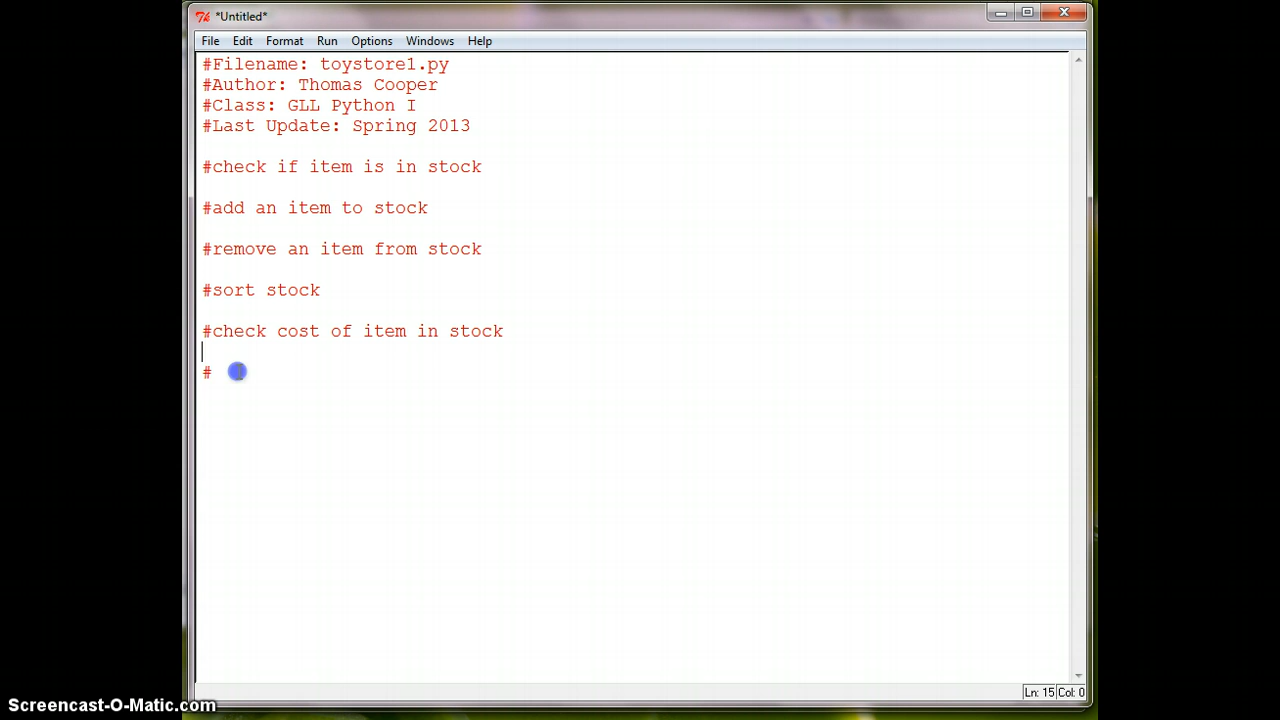 *Untitled*
File Edit Format Run Options Windows Help
#Filename: toystore1.py
#Author: Thomas Cooper
#Class: GLL Python I
#Last Update: Spring 2013
#check if item is in stock
#add an item to stock
#remove an item from stock
#sort stock
#check cost of item in stock
#
Ln: 15 Col: 0
Screencast-O-Matic.com